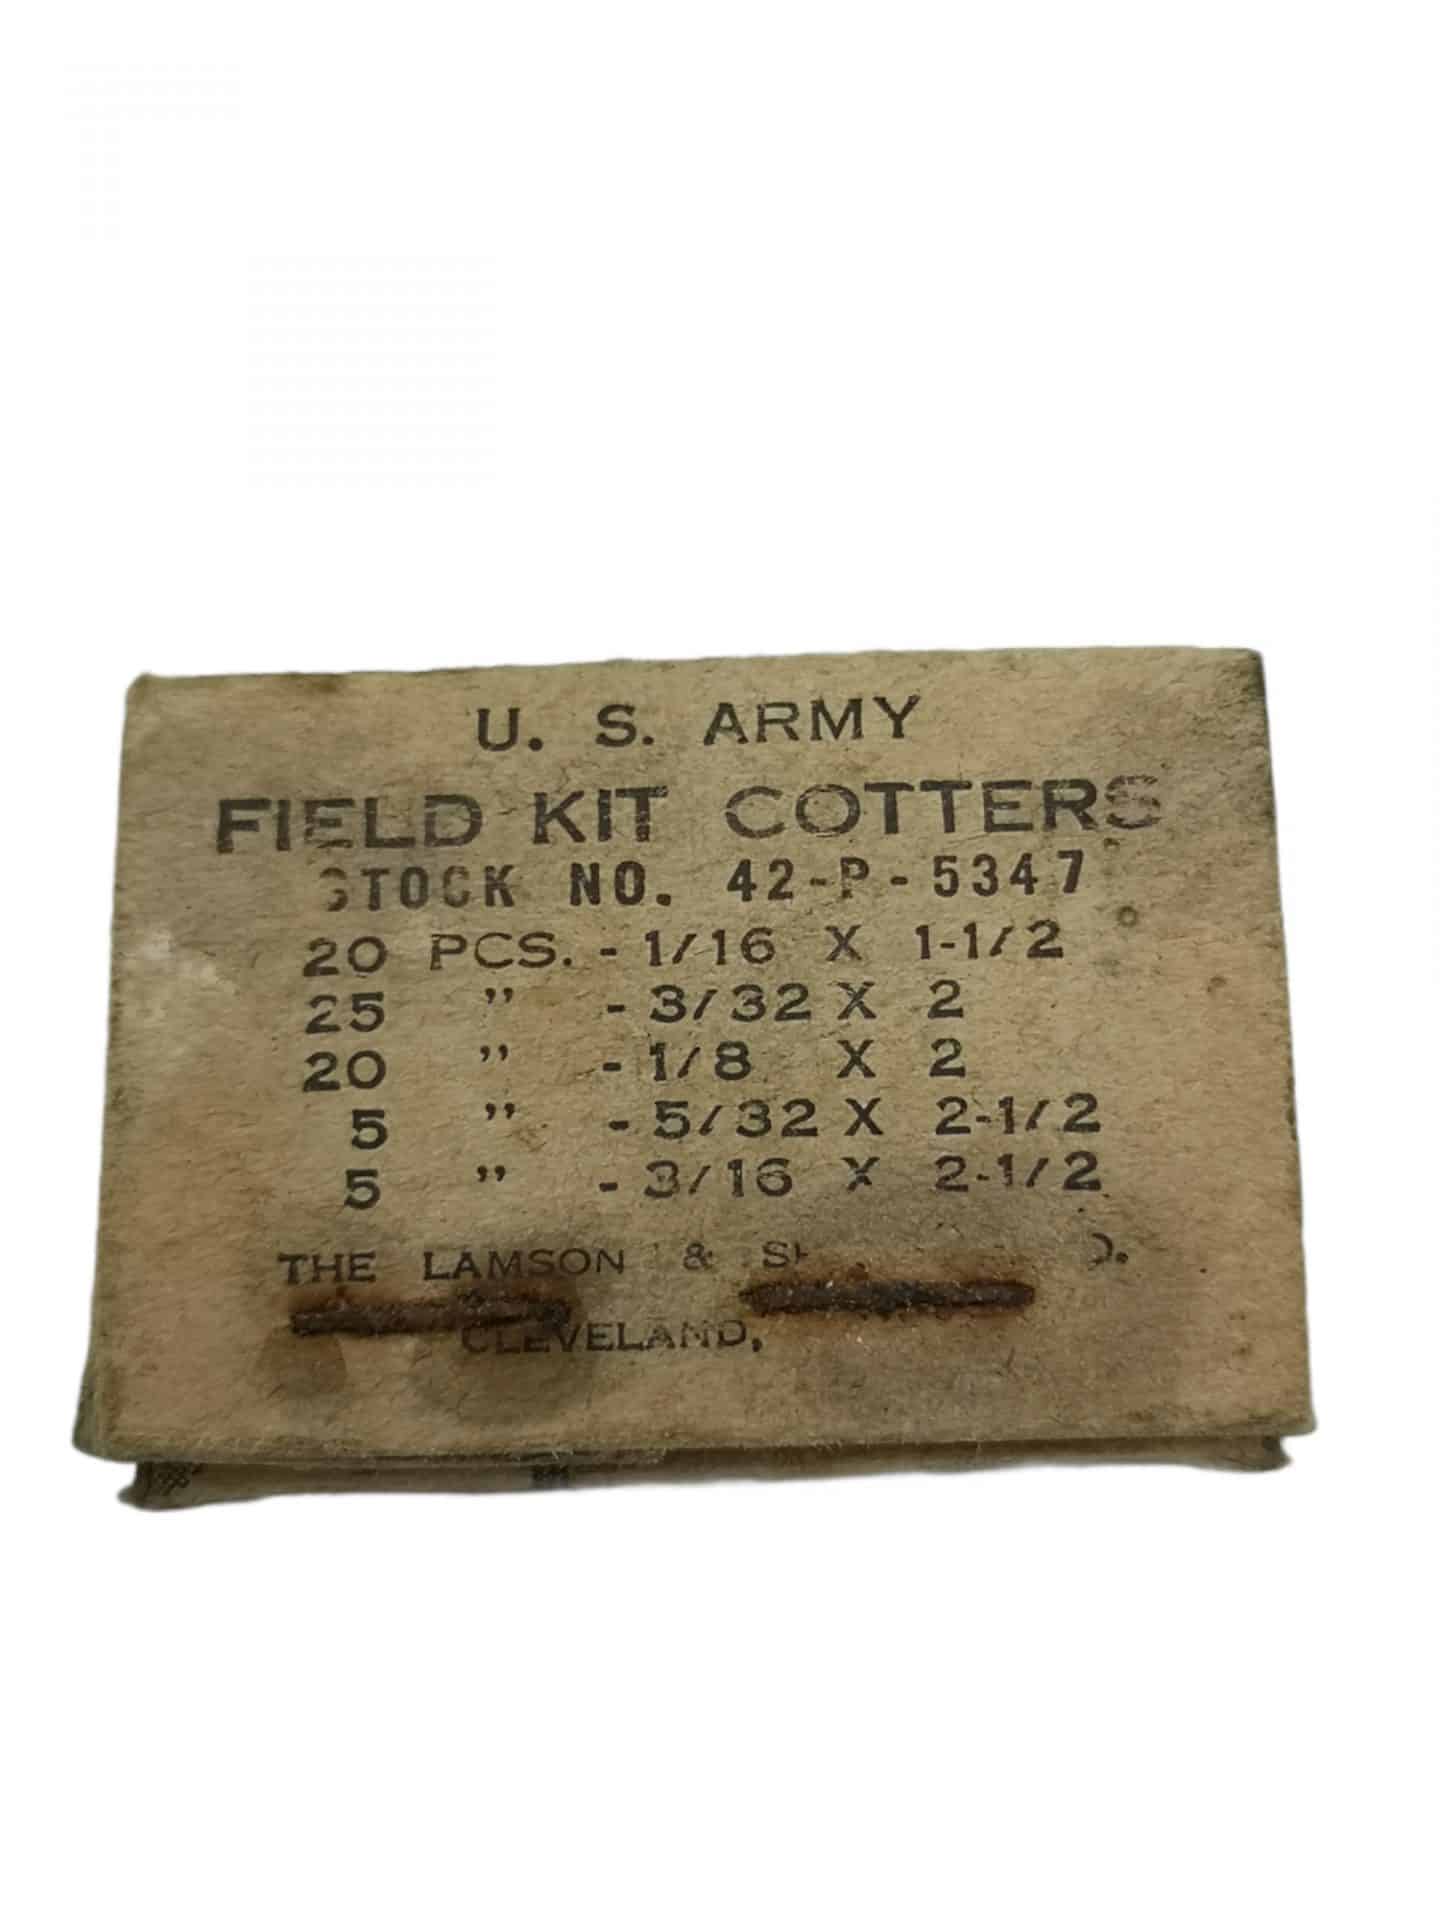 U. S. ARMY
FIELD KIT COTTERS
STOCK NO. 42-P-5347
20 PCS. - 1/16 X 1-1/2
25 " - 3/32 X 2
20 " - 1/8 X 2
5 " - 5/32 X 2-1/2
5 " - 3/16 X 2-1/2
THE LAMSON &
CLEVELAND,